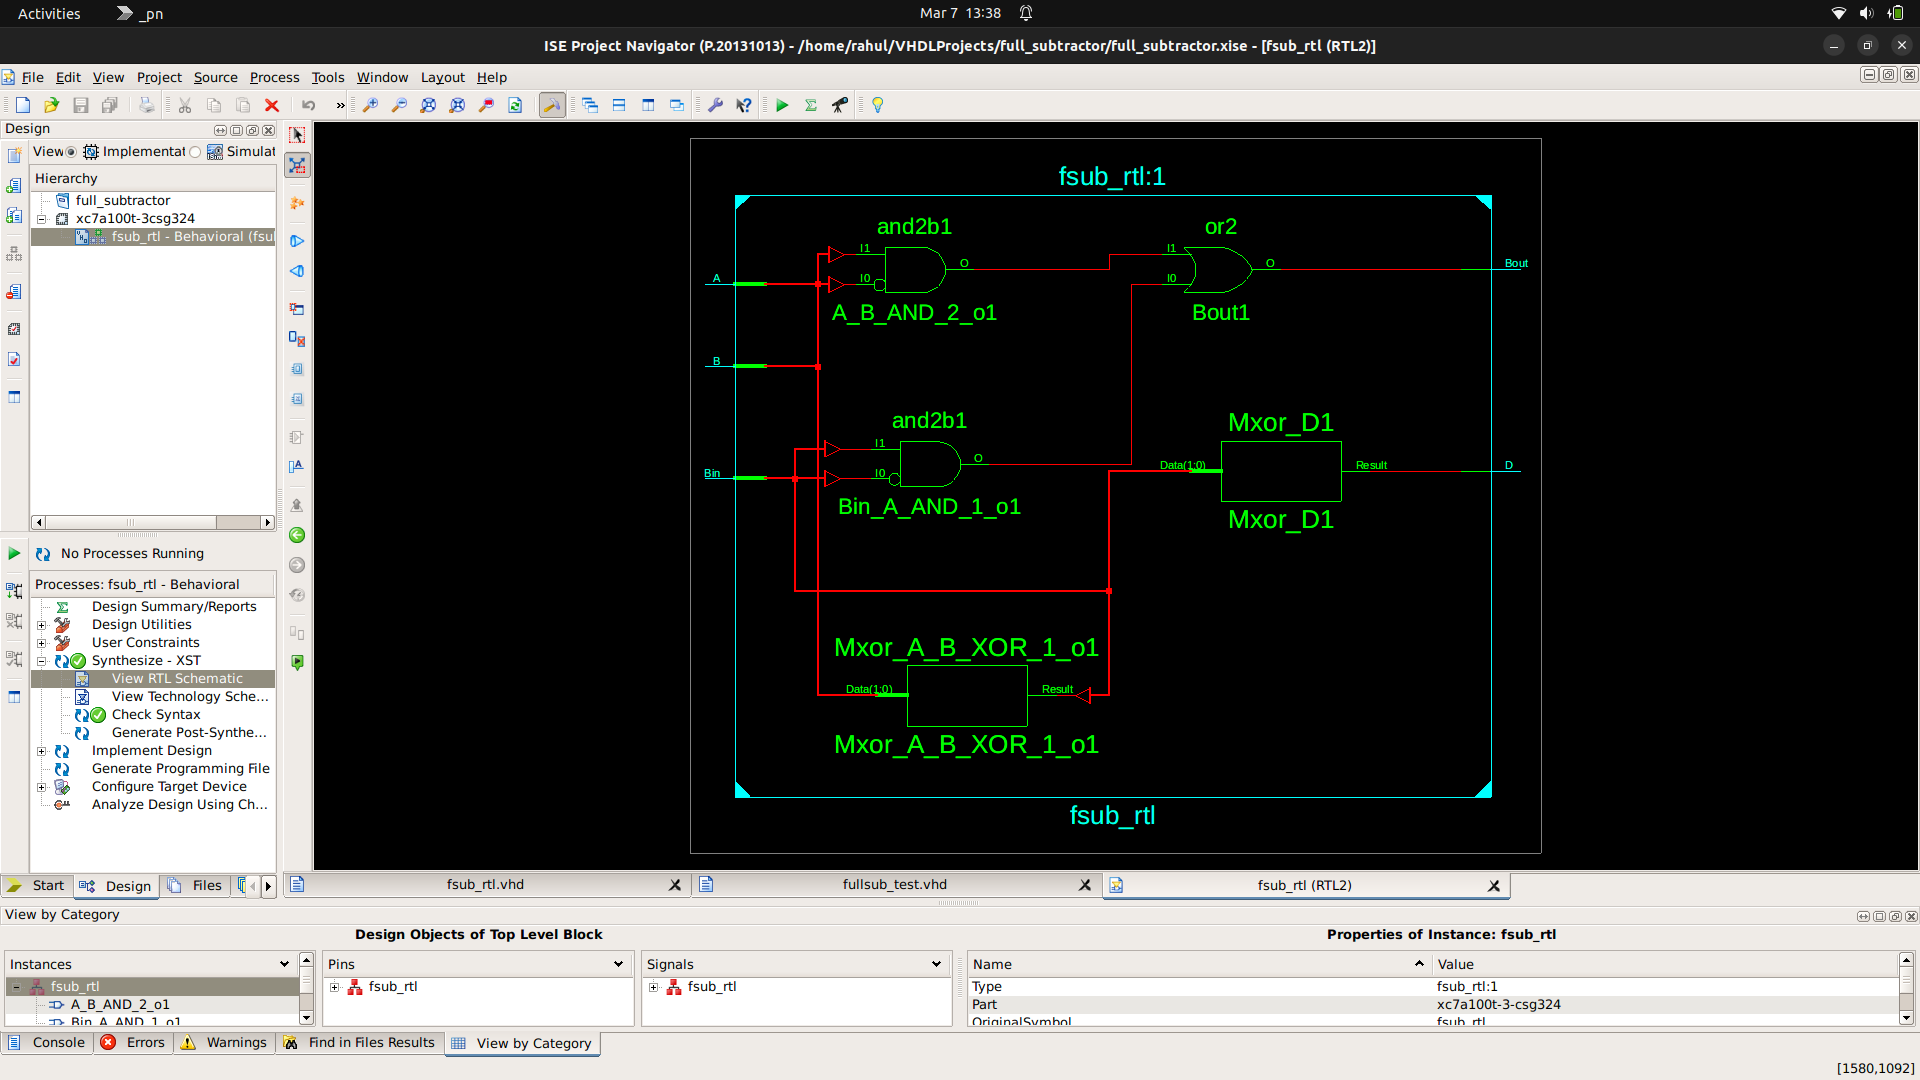 Activities
_pn
Mar 7 13:38
ISE Project Navigator (P.20131013) - /home/rahul/VHDLProjects/full_subtractor/full_subtractor.xise - [fsub_rtl (RTL2)]
File Edit View Project Source Process Tools Window Layout Help
»
Design
View Implementat Simulat
Hierarchy
full_subtractor
xc7a100t-3csg324
fsub_rtl - Behavioral (fsu
No Processes Running
Processes: fsub_rtl - Behavioral
Design Summary/Reports
Design Utilities
User Constraints
Synthesize - XST
View RTL Schematic
View Technology Sche...
Check Syntax
Generate Post-Synthe...
Implement Design
Generate Programming File
Configure Target Device
Analyze Design Using Ch...
Start Design Files
fsub_rtl:1
and2b1
or2
I1
O
I1
O
Bout
A
I0
I0
A_B_AND_2_o1
Bout1
B
and2b1
Mxor_D1
I1
O
Data(1:0)
Result
D
Bin
I0
Bin_A_AND_1_o1
Mxor_D1
Mxor_A_B_XOR_1_o1
Data(1:0)
Result
Mxor_A_B_XOR_1_o1
fsub_rtl
fsub_rtl.vhd
fullsub_test.vhd
fsub_rtl (RTL2)
View by Category
Design Objects of Top Level Block
Properties of Instance: fsub_rtl
Instances
fsub_rtl
A_B_AND_2_o1
Bin_A_AND_1_o1
Pins
fsub_rtl
Signals
fsub_rtl
Name Value
Type fsub_rtl:1
Part xc7a100t-3-csg324
OriginalSymbol fsub_rtl
Console Errors Warnings Find in Files Results View by Category
[1580,1092]